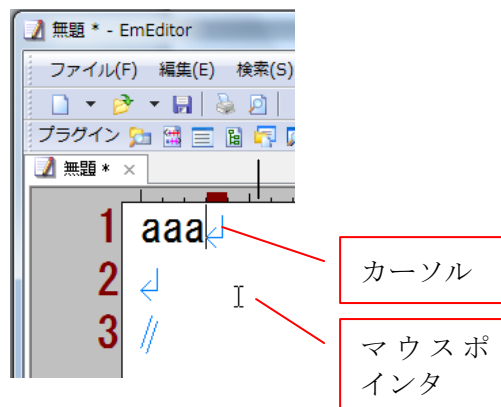 無題 * - EmEditor
ファイル(F) 編集(E) 検索(S)
プラグイン
無題 * ×
1 aaa↵
2 ↵
3 //
カーソル
マウスポ
インタ